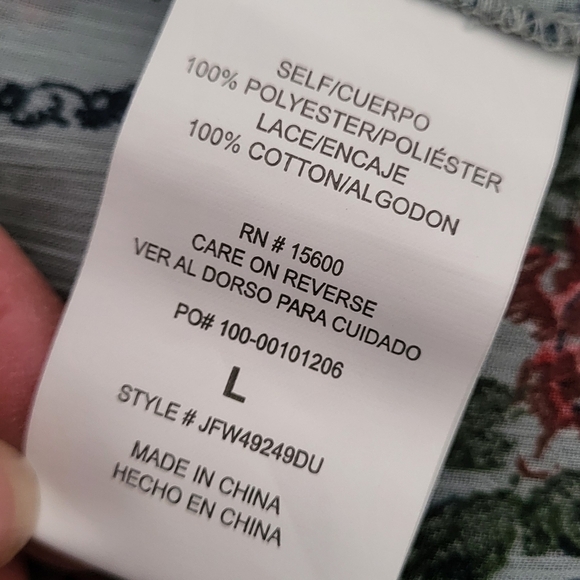 SELF/CUERPO
100% POLYESTER/POLIÉSTER
LACE/ENCAJE
100% COTTON/ALGODON
RN # 15600
CARE ON REVERSE
VER AL DORSO PARA CUIDADO
PO# 100-00101206
L
STYLE # JFW49249DU
MADE IN CHINA
HECHO EN CHINA